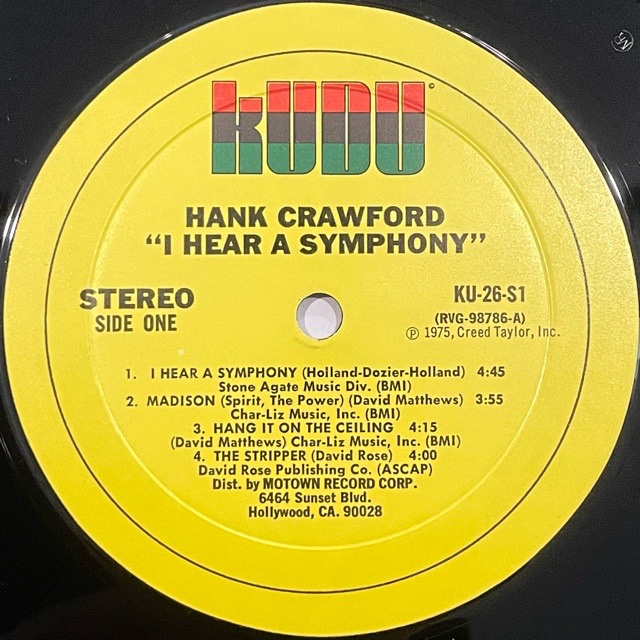 KUDU©
HANK CRAWFORD
“I HEAR A SYMPHONY”
STEREO
SIDE ONE
KU-26-S1
(RVG-98786-A)
℗ 1975, Creed Taylor, Inc.
1. I HEAR A SYMPHONY (Holland-Dozier-Holland) 4:45
Stone Agate Music Div. (BMI)
2. MADISON (Spirit, The Power) (David Matthews) 3:55
Char-Liz Music, Inc. (BMI)
3. HANG IT ON THE CEILING 4:15
(David Matthews) Char-Liz Music, Inc. (BMI)
4. THE STRIPPER (David Rose) 4:00
David Rose Publishing Co. (ASCAP)
Dist. by MOTOWN RECORD CORP.
6464 Sunset Blvd.
Hollywood, CA. 90028